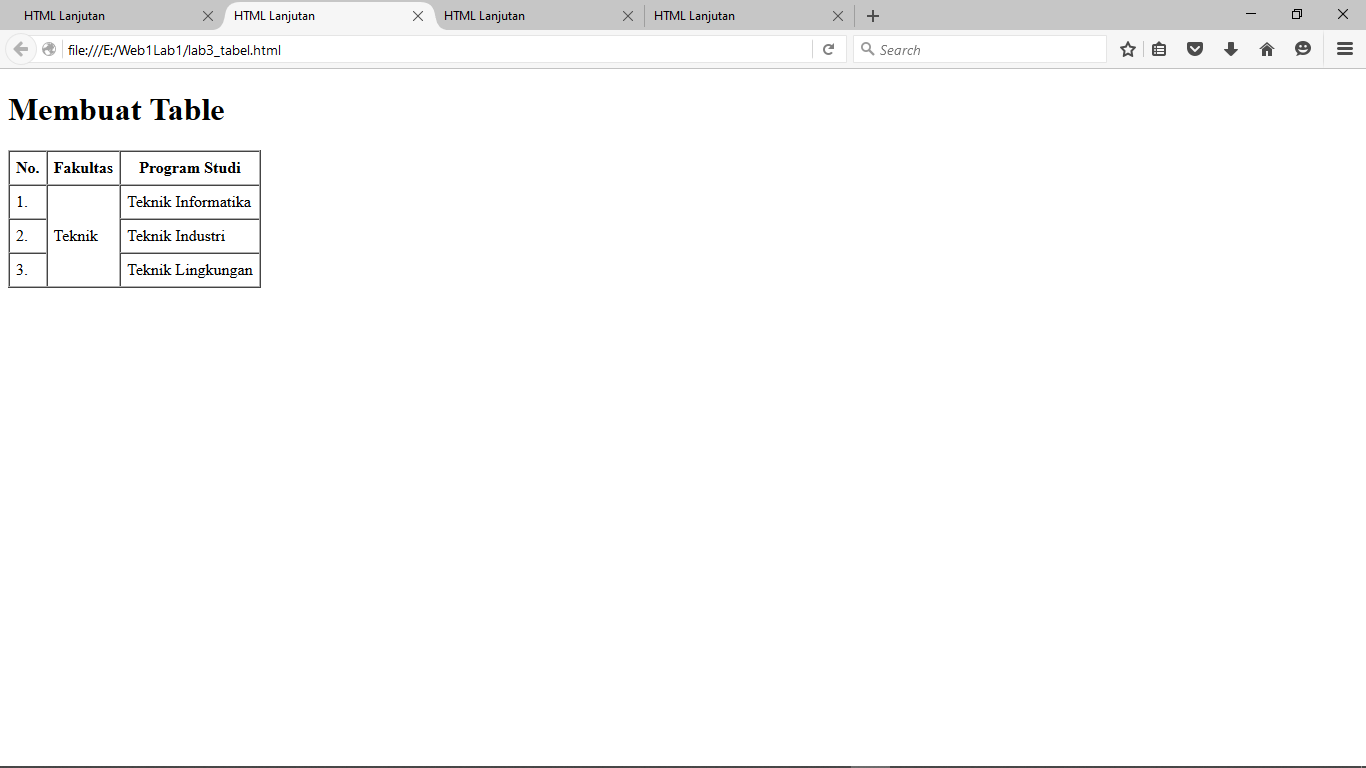 HTML Lanjutan HTML Lanjutan HTML Lanjutan HTML Lanjutan
file:///E:/Web1Lab1/lab3_tabel.html Search
Membuat Table
No. Fakultas Program Studi
1. Teknik Informatika
2. Teknik Teknik Industri
3. Teknik Lingkungan